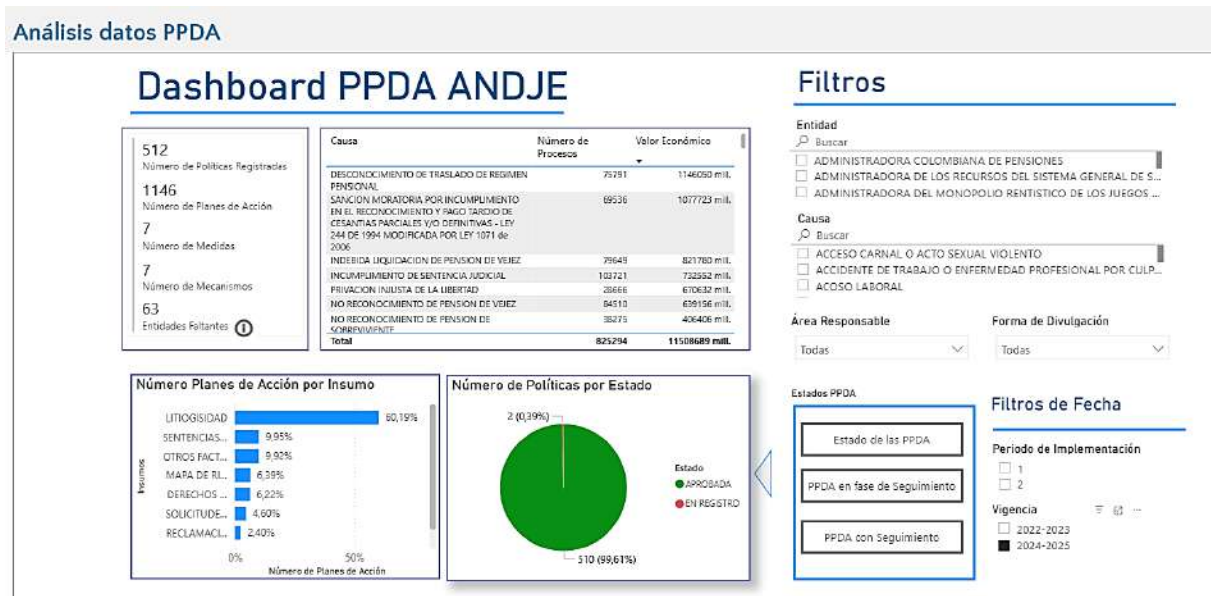 Análisis datos PPDA
Dashboard PPDA ANDJE
512
Número de Políticas Registradas
1146
Número de Planes de Acción
7
Número de Medidas
7
Número de Mecanismos
63
Entidades Faltantes
Causa Número de Procesos Valor Económico
DESCONOCIMIENTO DE TRASLADO DE REGIMEN PENSIONAL 75791 1146050 mill.
SANCION MORATORIA POR INCUMPLIMIENTO
EN EL RECONOCIMIENTO Y PAGO TARDIO DE
CESANTIAS PARCIALES Y/O DEFINITIVAS - LEY
244 DE 1994 MODIFICADA POR LEY 1071 de
2006 69536 1077723 mill.
INDEBIDA LIQUIDACION DE PENSION DE VEJEZ 79649 821780 mill.
INCUMPLIMIENTO DE SENTENCIA JUDICIAL 103721 732552 mill.
PRIVACION INJUSTA DE LA LIBERTAD 28666 670632 mill.
NO RECONOCIMIENTO DE PENSION DE VEJEZ 84510 639156 mill.
NO RECONOCIMIENTO DE PENSION DE
SOBREVIVIENTE 38275 406406 mill.
Total 825294 11508689 mill.
Número Planes de Acción por Insumo
Insumos
LITIOGISIDAD 60,19%
SENTENCIAS... 9,95%
OTROS FACT... 9,92%
MAPA DE RI... 6,39%
DERECHOS ... 6,22%
SOLICITUDE... 4,60%
RECLAMACI... 2,40%
0% 50%
Número de Planes de Acción
Número de Políticas por Estado
2 (0,39%)
510 (99,61%)
Estado
APROBADA
EN REGISTRO
Filtros
Entidad
Buscar
ADMINISTRADORA COLOMBIANA DE PENSIONES
ADMINISTRADORA DE LOS RECURSOS DEL SISTEMA GENERAL DE S...
ADMINISTRADORA DEL MONOPOLIO RENTISTICO DE LOS JUEGOS ...
Causa
Buscar
ACCESO CARNAL O ACTO SEXUAL VIOLENTO
ACCIDENTE DE TRABAJO O ENFERMEDAD PROFESIONAL POR CULP...
ACOSO LABORAL
Área Responsable
Todas
Forma de Divulgación
Todas
Estados PPDA
Estado de las PPDA
PPDA en fase de Seguimiento
PPDA con Seguimiento
Filtros de Fecha
Periodo de Implementación
1
2
Vigencia
2022-2023
2024-2025